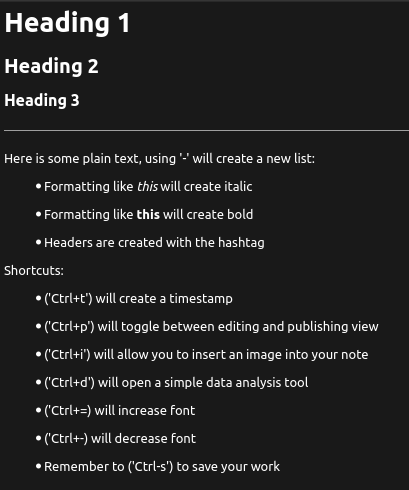 Heading 1
Heading 2
Heading 3
Here is some plain text, using '-' will create a new list:
• Formatting like this will create italic
• Formatting like this will create bold
• Headers are created with the hashtag
Shortcuts:
• ('Ctrl+t') will create a timestamp
• ('Ctrl+p') will toggle between editing and publishing view
• ('Ctrl+i') will allow you to insert an image into your note
• ('Ctrl+d') will open a simple data analysis tool
• ('Ctrl+=) will increase font
• ('Ctrl+-) will decrease font
• Remember to ('Ctrl-s') to save your work